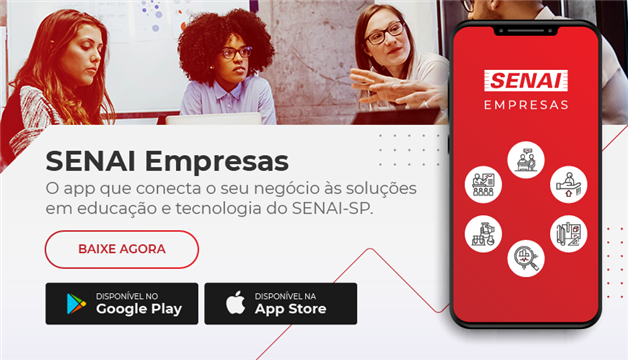 SENAI
EMPRESAS
SENAI Empresas
O app que conecta o seu negócio às soluções
em educação e tecnologia do SENAI-SP.
BAIXE AGORA
DISPONÍVEL NO
Google Play
DISPONÍVEL NA
App Store